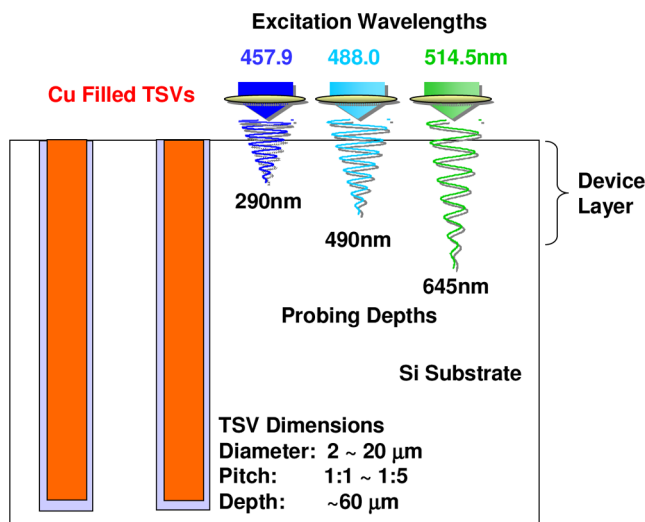 Excitation Wavelengths
457.9 488.0 514.5nm
Cu Filled TSVs
Device
Layer
290nm
490nm
645nm
Probing Depths
Si Substrate
TSV Dimensions
Diameter: 2 ~ 20 μm
Pitch: 1:1 ~ 1:5
Depth: ~60 μm